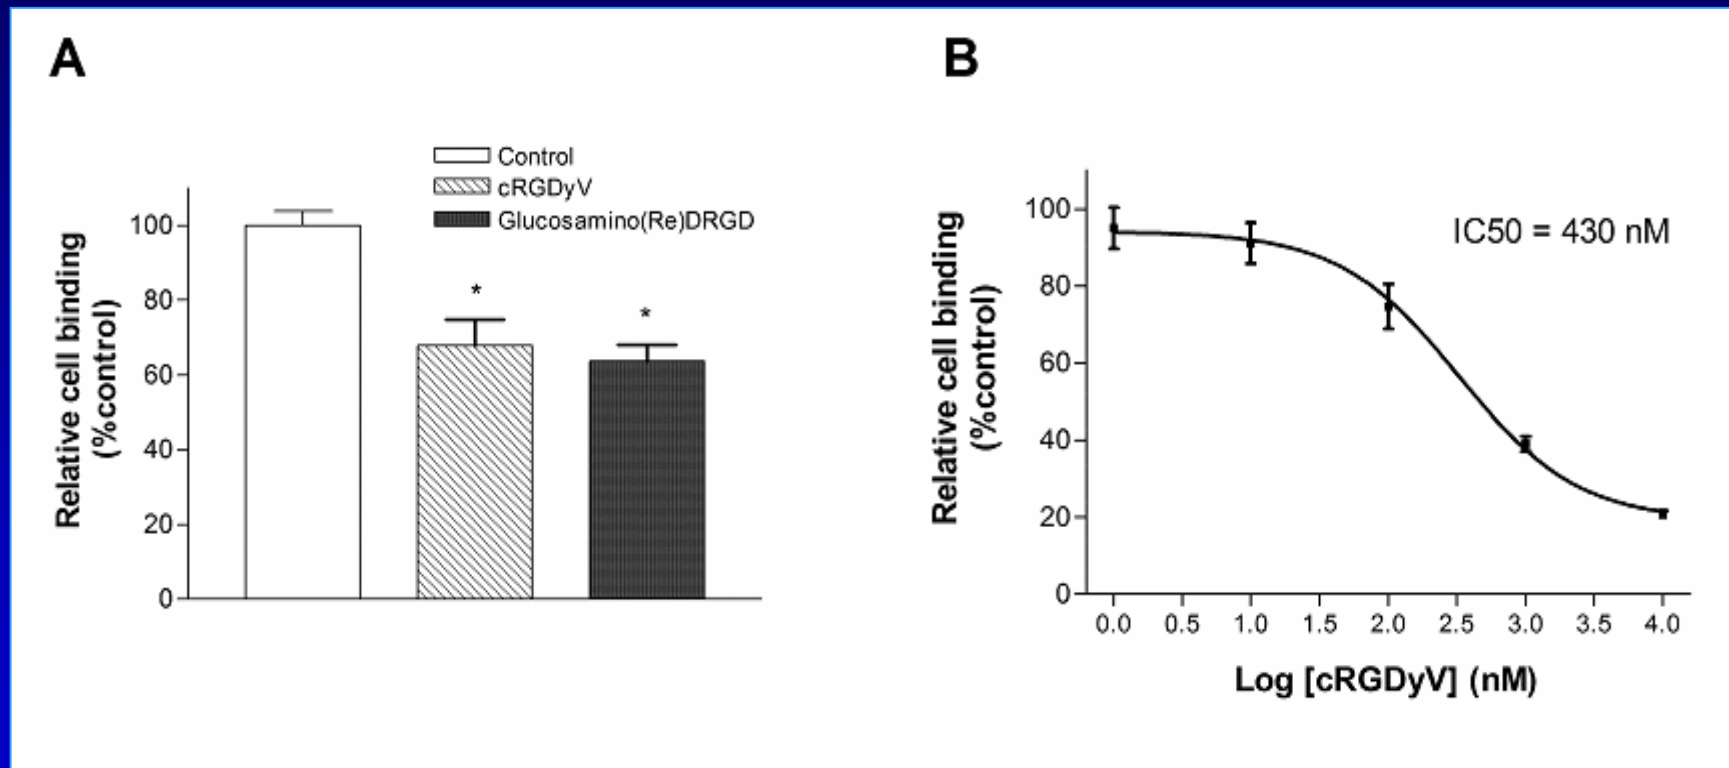 A
Control
cRGDyV
Glucosamino(Re)DRGD
Relative cell binding
(%control)
100
80
60
40
20
0
*
*
B
IC50 = 430 nM
Relative cell binding
(%control)
100
80
60
40
20
0
0.0 0.5 1.0 1.5 2.0 2.5 3.0 3.5 4.0
Log [cRGDyV] (nM)